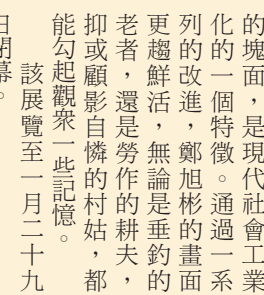 的塊面，是現代社會工業
化的一個特徵。通過一系
列的改進，鄭旭彬的畫面
更趨鮮活，無論是垂釣的
老者，還是勞作的耕夫，
抑或顧影自憐的村姑，都
能勾起觀衆一些記憶。
該展覽至一月二十九
日閉幕。